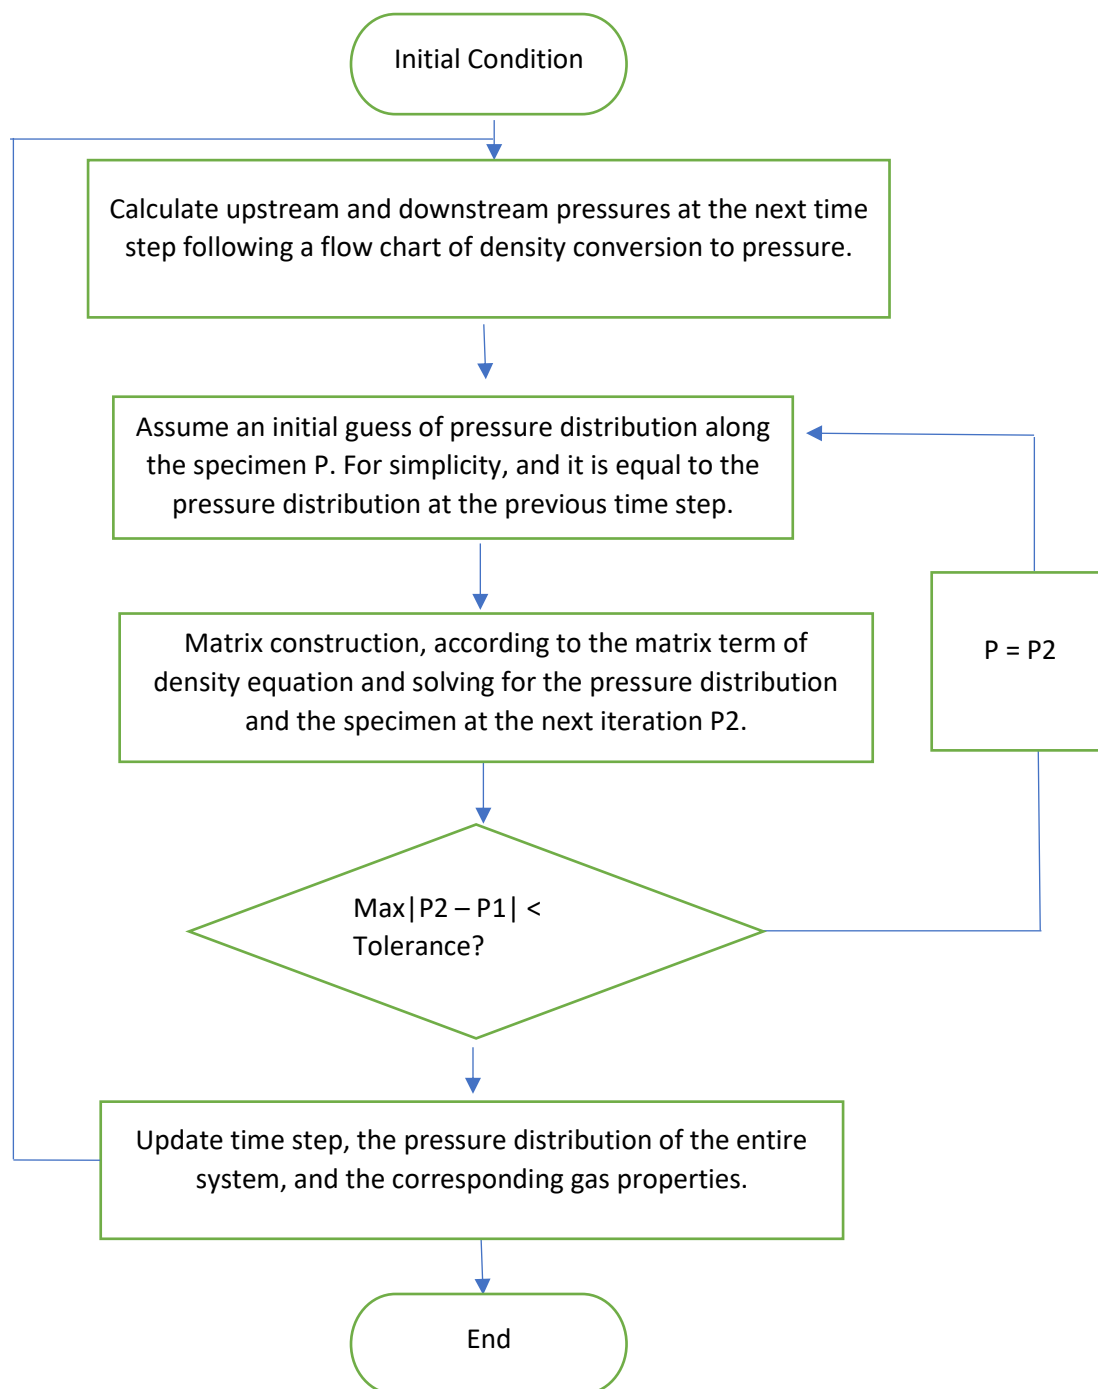 Initial Condition
Calculate upstream and downstream pressures at the next time
step following a flow chart of density conversion to pressure.
Assume an initial guess of pressure distribution along
the specimen P. For simplicity, and it is equal to the
pressure distribution at the previous time step.
Matrix construction, according to the matrix term of
density equation and solving for the pressure distribution
and the specimen at the next iteration P2.
P = P2
Max|P2 – P1| <
Tolerance?
Update time step, the pressure distribution of the entire
system, and the corresponding gas properties.
End